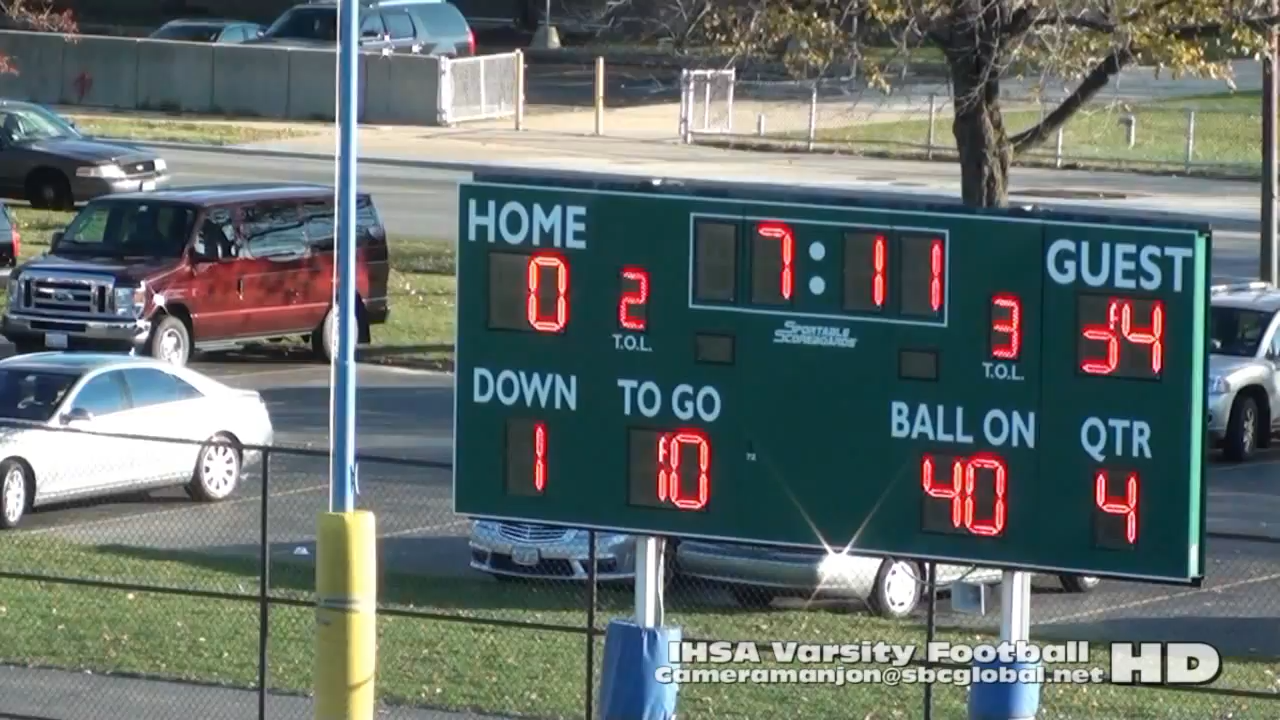 HOME
7:11
GUEST
0
2
T.O.L.
3
T.O.L.
34
SPORTABLE
SCOREBOARDS
DOWN
TO GO
BALL ON
QTR
1
10
40
4
IHSA Varsity Football
cameramanjon@sbcglobal.net
HD